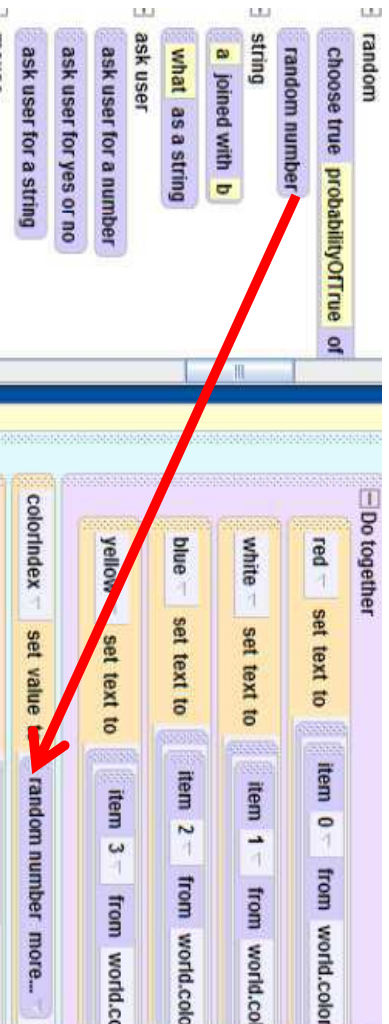 random
choose true probabilityOfTrue of
random number
string
a joined with b
what as a string
ask user
ask user for a number
ask user for yes or no
ask user for a string
Do together
red set text to item 0 from world.color
white set text to item 1 from world.col
blue set text to item 2 from world.colo
yellow set text to item 3 from world.co
colorIndex set value random number more...